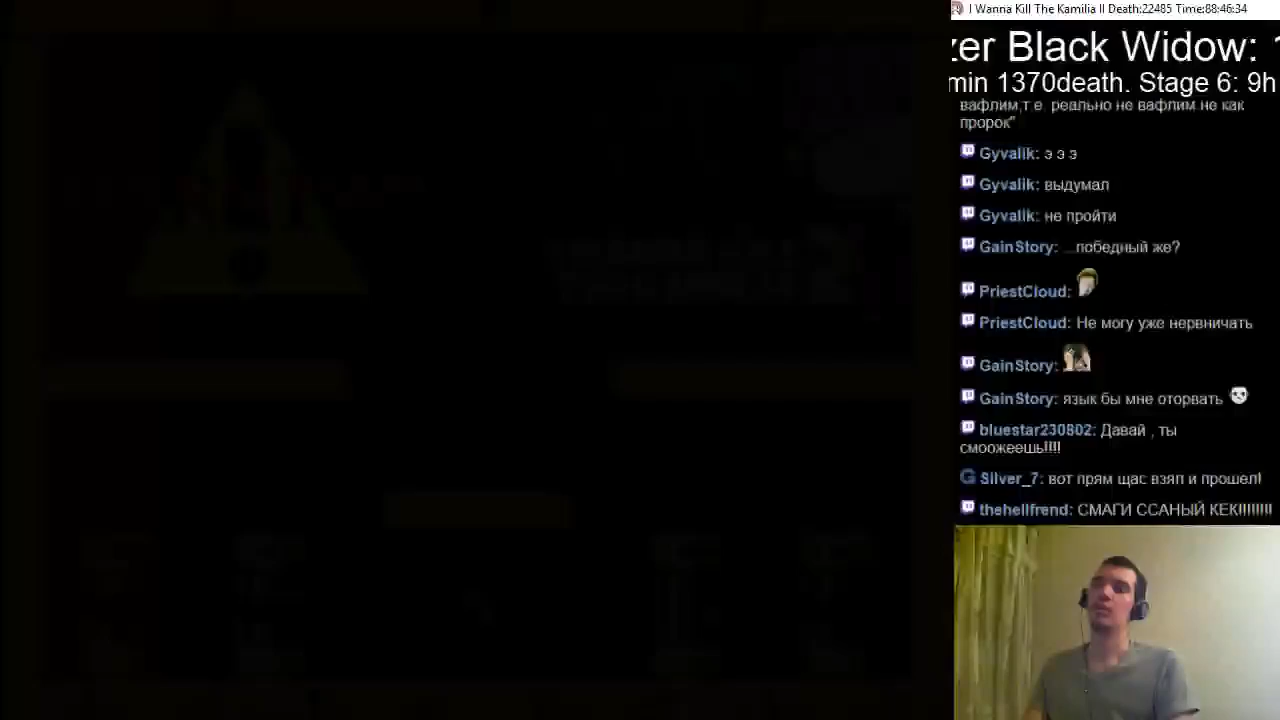 I Wanna Kill The Kamilia II Death:22485 Time:88:46:34
zer Black Widow: 1
min 1370death. Stage 6: 9h
вафлим,т е реально не вафлим не как
пророк"
Gyvalik: э э э
Gyvalik: выдумал
Gyvalik: не пройти
GainStory: ...победный же?
PriestCloud:
PriestCloud: Не могу уже нервничать
GainStory:
GainStory: язык бы мне оторвать
bluestar230802: Давай , ты
смоожеешь!!!!
Silver_7: вот прям щас взял и прошел!
thehellfrend: СМАГИ ССАНЫЙ КЕК!!!!!!!!